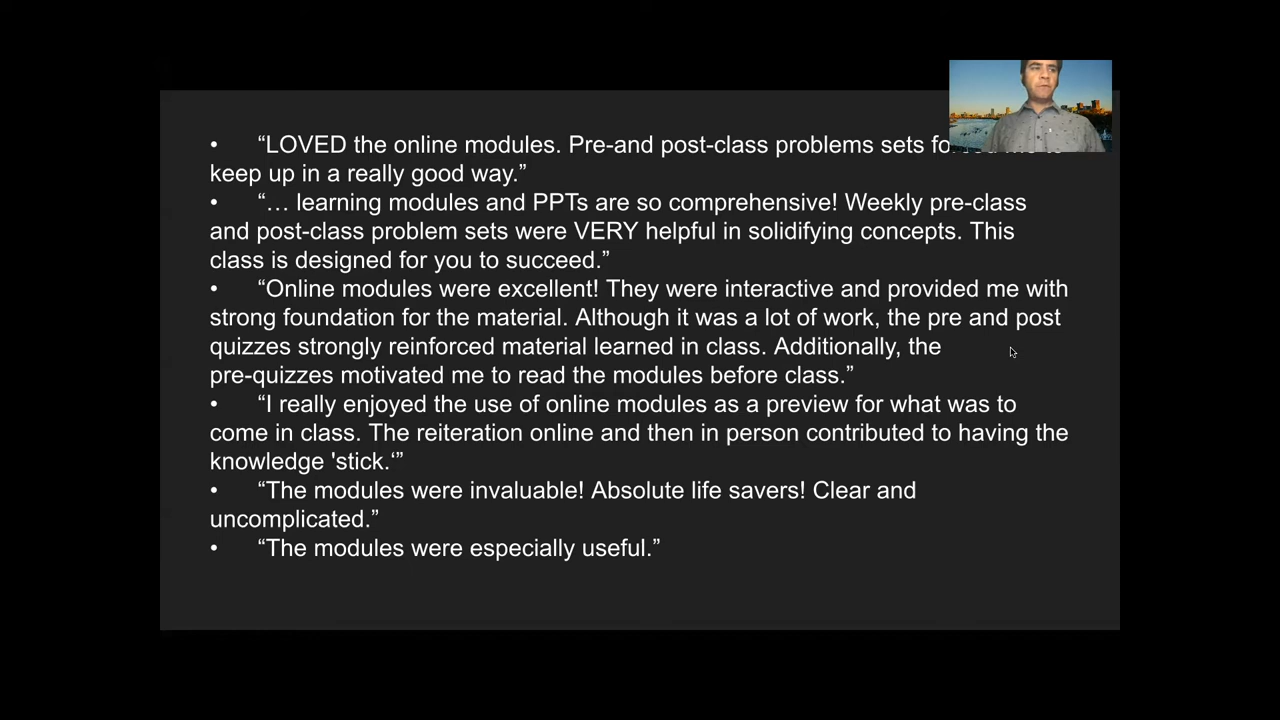 • “LOVED the online modules. Pre-and post-class problems sets
keep up in a really good way.”
• “… learning modules and PPTs are so comprehensive! Weekly pre-class
and post-class problem sets were VERY helpful in solidifying concepts. This
class is designed for you to succeed.”
• “Online modules were excellent! They were interactive and provided me with
strong foundation for the material. Although it was a lot of work, the pre and post
quizzes strongly reinforced material learned in class. Additionally, the
pre-quizzes motivated me to read the modules before class.”
• “I really enjoyed the use of online modules as a preview for what was to
come in class. The reiteration online and then in person contributed to having the
knowledge 'stick.‘”
• “The modules were invaluable! Absolute life savers! Clear and
uncomplicated.”
• “The modules were especially useful.”